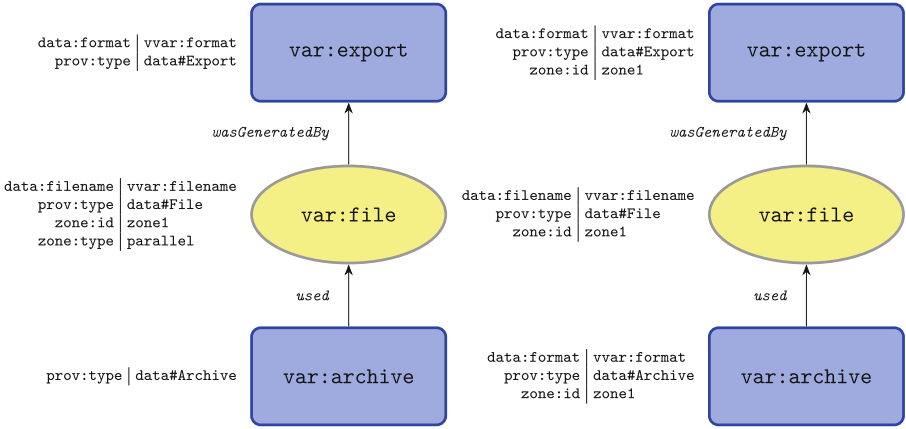 data:format | vvar:format
prov:type | data#Export
var:export
wasGeneratedBy
data:filename | vvar:filename
prov:type | data#File
zone:id | zone1
zone:type | parallel
var:file
used
prov:type | data#Archive
var:archive
data:format | vvar:format
prov:type | data#Export
zone:id | zone1
var:export
wasGeneratedBy
data:filename | vvar:filename
prov:type | data#File
zone:id | zone1
var:file
used
data:format | vvar:format
prov:type | data#Archive
zone:id | zone1
var:archive